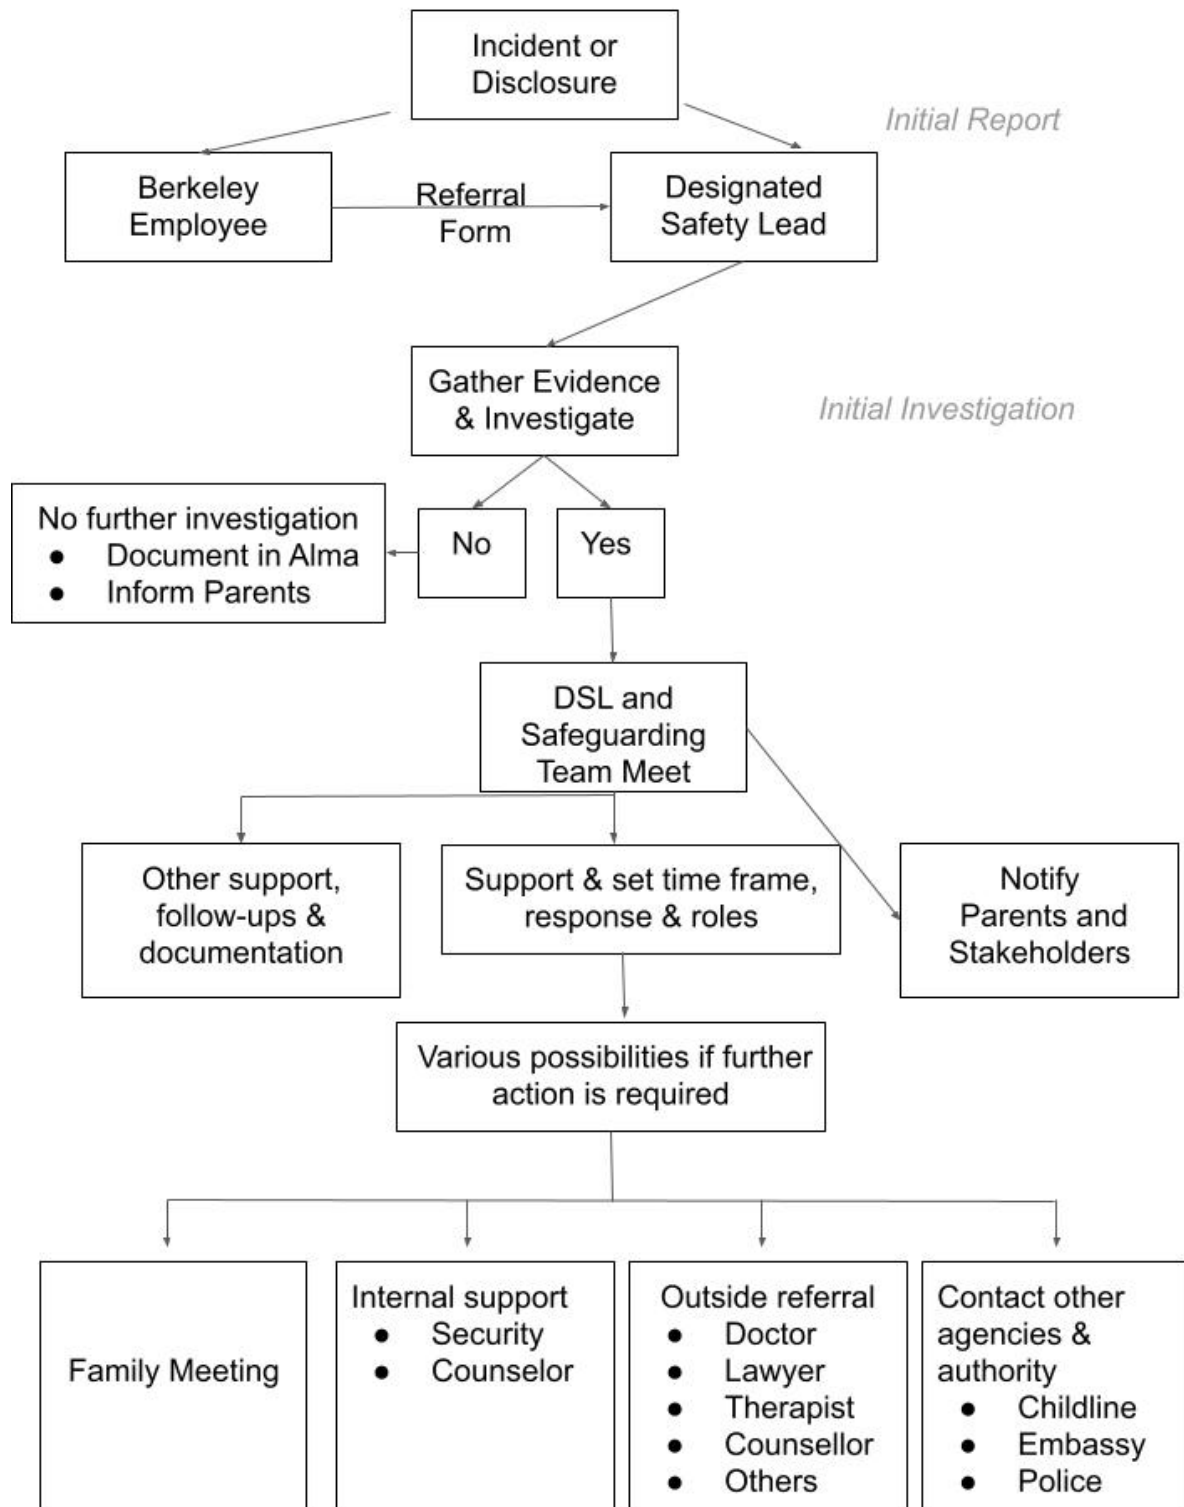 Incident or
Disclosure
Initial Report
Berkeley
Employee
Referral
Form
Designated
Safety Lead
Gather Evidence
& Investigate
Initial Investigation
No further investigation
● Document in Alma
● Inform Parents
No
Yes
DSL and
Safeguarding
Team Meet
Other support,
follow-ups &
documentation
Support & set time frame,
response & roles
Notify
Parents and
Stakeholders
Various possibilities if further
action is required
Family Meeting
Internal support
● Security
● Counselor
Outside referral
● Doctor
● Lawyer
● Therapist
● Counsellor
● Others
Contact other
agencies &
authority
● Childline
● Embassy
● Police